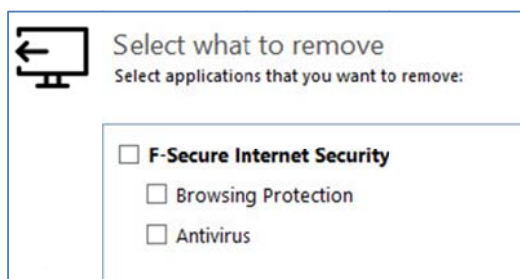 Select what to remove
Select applications that you want to remove:
F-Secure Internet Security
Browsing Protection
Antivirus